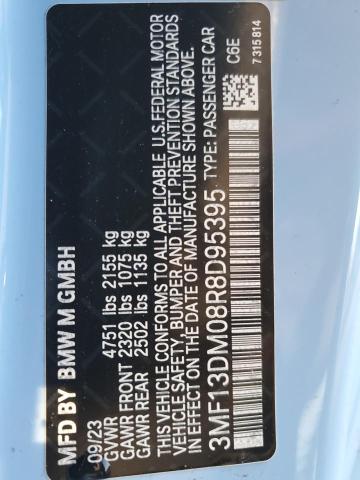 MFD BY BMW M GMBH
09/23
GVWR 4751 lbs 2155 kg
GAWR FRONT 2320 lbs 1075 kg
GAWR REAR 2502 lbs 1135 kg
THIS VEHICLE CONFORMS TO ALL APPLICABLE U.S.FEDERAL MOTOR
VEHICLE SAFETY, BUMPER AND THEFT PREVENTION STANDARDS
IN EFFECT ON THE DATE OF MANUFACTURE SHOWN ABOVE.
3MF13DM08R8D95395 TYPE: PASSENGER CAR
C6E
7 315 814